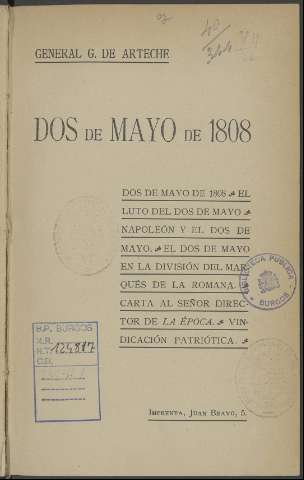 GENERAL G. DE ARTECHE
DOS DE MAYO DE 1808
DOS DE MAYO DE 1808 EL
LUTO DEL DOS DE MAYO
NAPOLEÓN Y EL DOS DE
MAYO. EL DOS DE MAYO
EN LA DIVISIÓN DEL MAR-
QUÉS DE LA ROMANA.
CARTA AL SEÑOR DIREC-
TOR DE LA ÉPOCA. VIN-
DICACIÓN PATRIÓTICA.
BIBLIOTECA PUBLICA
BURGOS
B.P. BURGOS
N.R.
N.T. 124817
C.D.
IMPRENTA, JUAN BRAVO, 5.